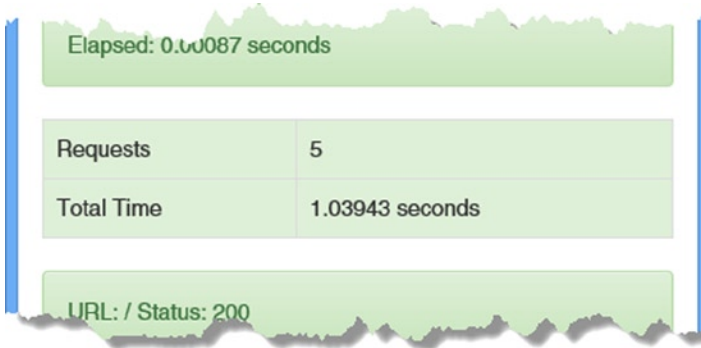 Elapsed: 0.00087 seconds
Requests 5
Total Time 1.03943 seconds
URL: / Status: 200